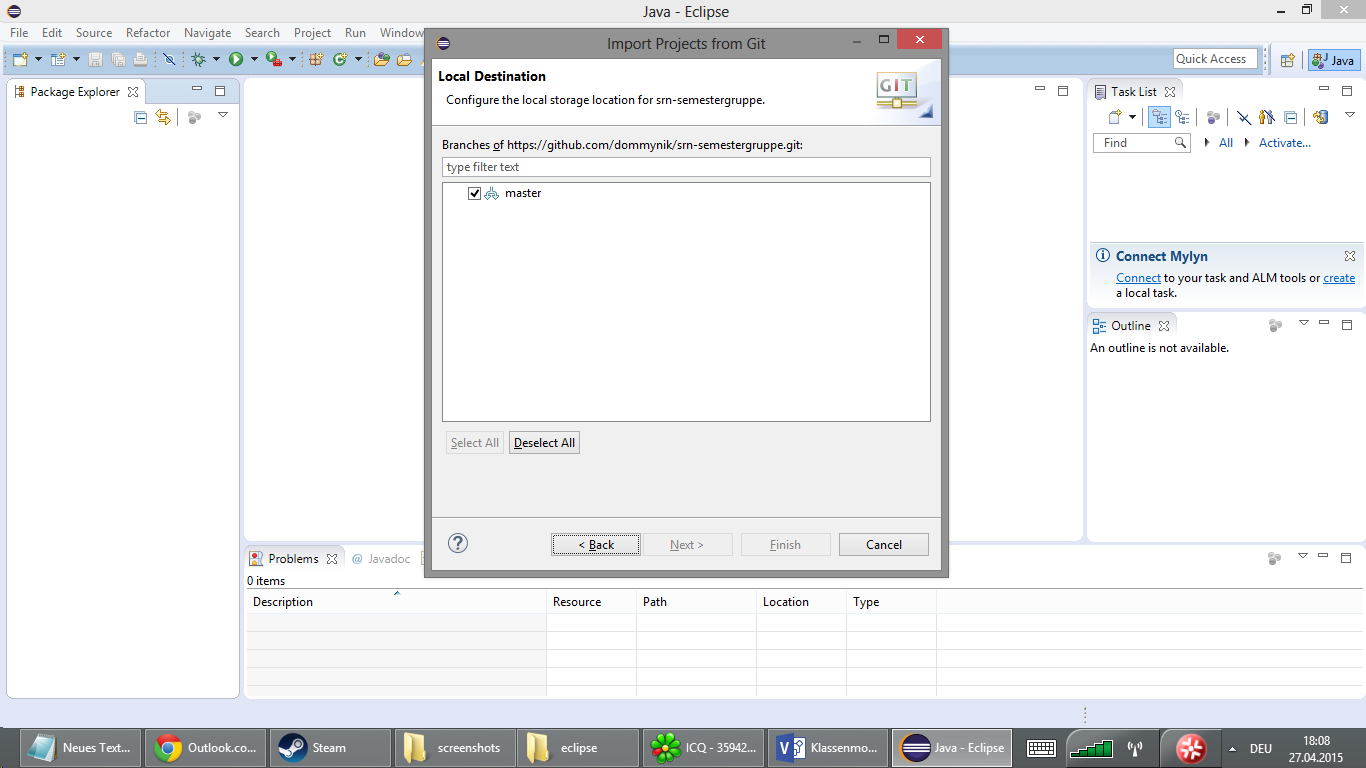 Java - Eclipse
File Edit Source Refactor Navigate Search Project Run Window
Quick Access
Java
Package Explorer
Import Projects from Git
Local Destination
Configure the local storage location for srn-semestergruppe.
GIT
Branches of https://github.com/dommynik/srn-semestergruppe.git:
type filter text
master
Select All Deselect All
< Back Next > Finish Cancel
Task List
Find All Activate...
Connect Mylyn
Connect to your task and ALM tools or create
a local task.
Outline
An outline is not available.
Problems @ Javadoc
0 items
Description Resource Path Location Type
Neues Text... Outlook.co... Steam screenshots eclipse ICQ - 35942... Klassenmo... Java - Eclipse DEU 18:08
27.04.2015